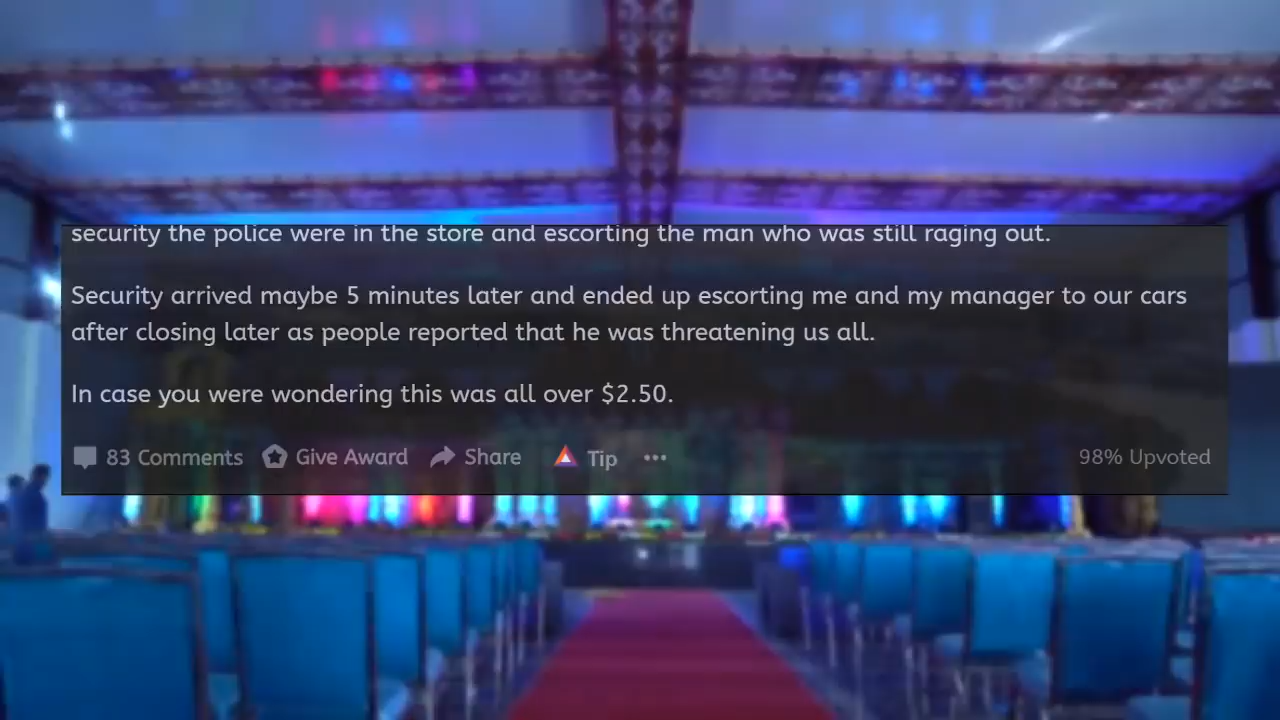 security the police were in the store and escorting the man who was still raging out.
Security arrived maybe 5 minutes later and ended up escorting me and my manager to our cars
after closing later as people reported that he was threatening us all.
In case you were wondering this was all over $2.50.
83 Comments Give Award Share Tip ••• 98% Upvoted